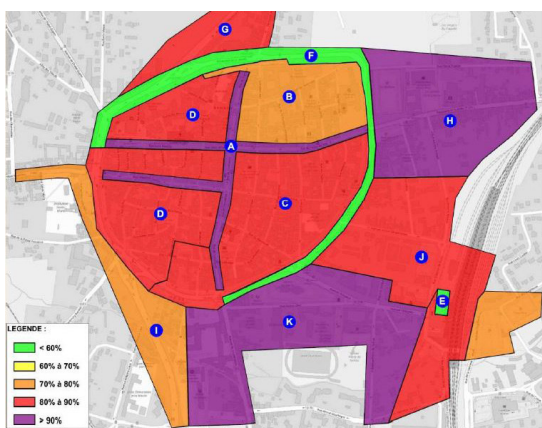 G
F
B
D
A
H
D
C
J
E
K
I
LEGENDE :
< 60%
60% à 70%
70% à 80%
80% à 90%
> 90%